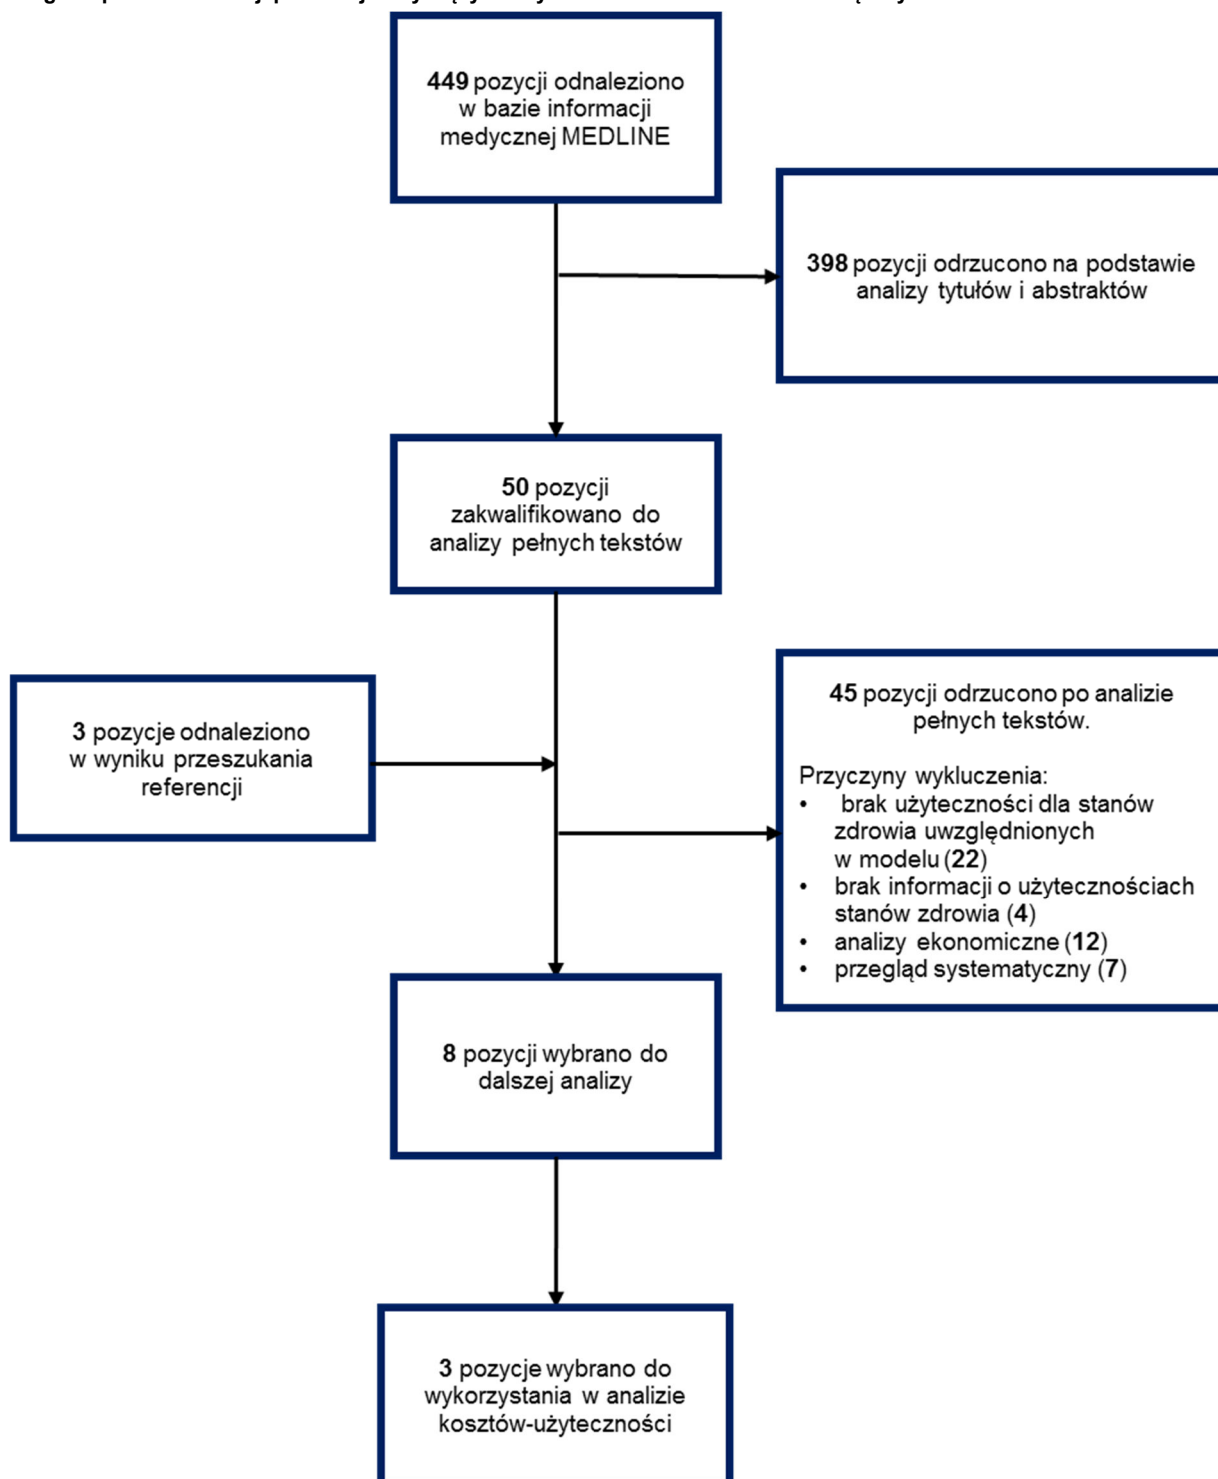 449 pozycji odnaleziono
w bazie informacji
medycznej MEDLINE
398 pozycji odrzucono na podstawie
analizy tytułów i abstraktów
50 pozycji
zakwalifikowano do
analizy pełnych tekstów
3 pozycje odnaleziono
w wyniku przeszukania
referencji
45 pozycji odrzucono po analizie
pełnych tekstów.
Przyczyny wykluczenia:
• brak użyteczności dla stanów
zdrowia uwzględnionych
w modelu (22)
• brak informacji o użytecznościach
stanów zdrowia (4)
• analizy ekonomiczne (12)
• przegląd systematyczny (7)
8 pozycji wybrano do
dalszej analizy
3 pozycje wybrano do
wykorzystania w analizie
kosztów-użyteczności